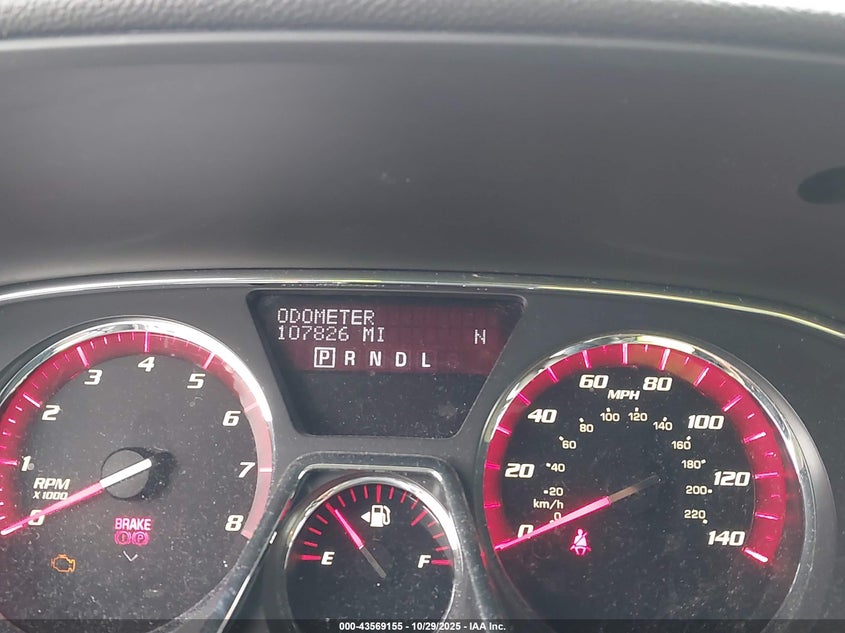 ODOMETER
107826 MI N
P R N D L
0 1 2 3 4 5 6 7 8
RPM
X1000
BRAKE
P
E F
0 20 40 60 80 100 120 140
MPH
0 20 40 60 80 100 120 140 160 180 200 220
km/h
000-43569155 - 10/29/2025 - IAA Inc.